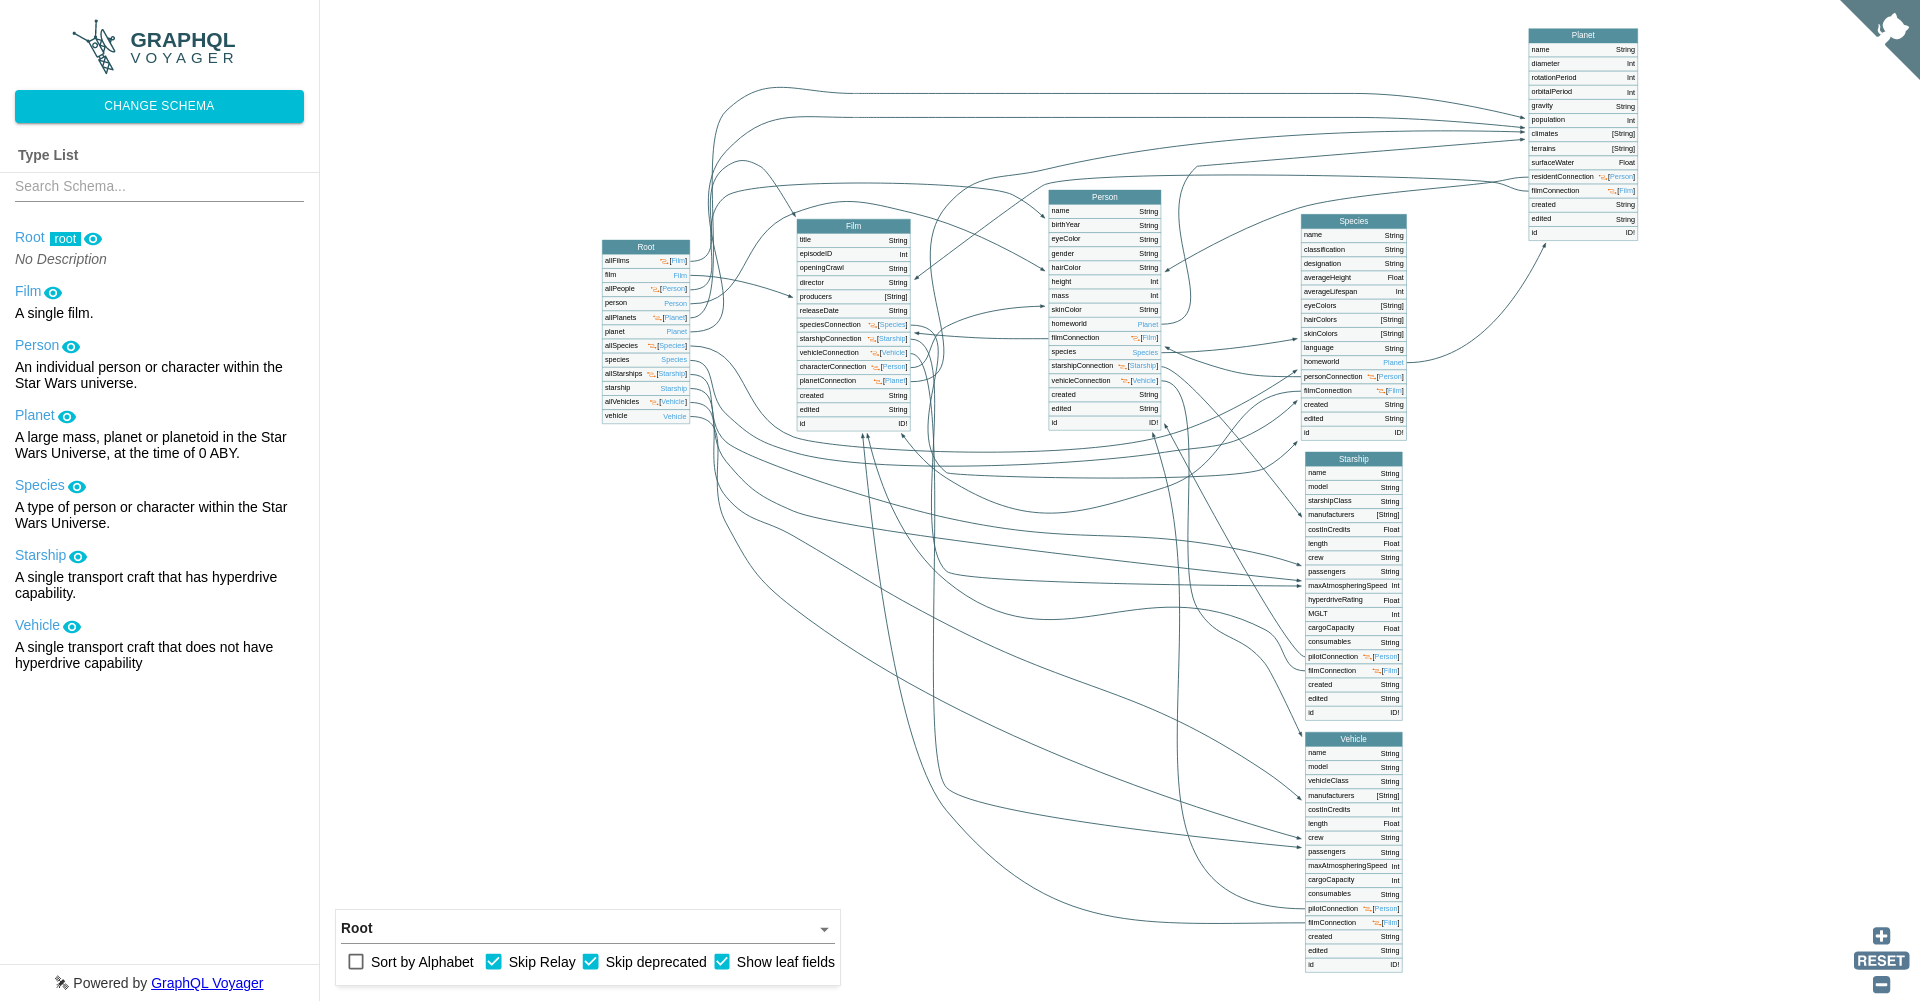 GRAPHQL
VOYAGER
CHANGE SCHEMA
Type List
Search Schema...
Root root
No Description
Film
A single film.
Person
An individual person or character within the
Star Wars universe.
Planet
A large mass, planet or planetoid in the Star
Wars Universe, at the time of 0 ABY.
Species
A type of person or character within the Star
Wars Universe.
Starship
A single transport craft that has hyperdrive
capability.
Vehicle
A single transport craft that does not have
hyperdrive capability
Powered by GraphQL Voyager
Root
allFilms [Film]
film Film
allPeople [Person]
person Person
allPlanets [Planet]
planet Planet
allSpecies [Species]
species Species
allStarships [Starship]
starship Starship
allVehicles [Vehicle]
vehicle Vehicle
Film
title String
episodeID Int
openingCrawl String
director String
producers [String]
releaseDate String
speciesConnection [Species]
starshipConnection [Starship]
vehicleConnection [Vehicle]
characterConnection [Person]
planetConnection [Planet]
created String
edited String
id ID!
Person
name String
birthYear String
eyeColor String
gender String
hairColor String
height Int
mass Int
skinColor String
homeworld Planet
filmConnection [Film]
species Species
starshipConnection [Starship]
vehicleConnection [Vehicle]
created String
edited String
id ID!
Species
name String
classification String
designation String
averageHeight Float
averageLifespan Int
eyeColors [String]
hairColors [String]
skinColors [String]
language String
homeworld Planet
personConnection [Person]
filmConnection [Film]
created String
edited String
id ID!
Planet
name String
diameter Int
rotationPeriod Int
orbitalPeriod Int
gravity String
population Int
climates [String]
terrains [String]
surfaceWater Float
residentConnection [Person]
filmConnection [Film]
created String
edited String
id ID!
Starship
name String
model String
starshipClass String
manufacturers [String]
costInCredits Float
length Float
crew String
passengers String
maxAtmospheringSpeed Int
hyperdriveRating Float
MGLT Int
cargoCapacity Float
consumables String
pilotConnection [Person]
filmConnection [Film]
created String
edited String
id ID!
Vehicle
name String
model String
vehicleClass String
manufacturers [String]
costInCredits Int
length Float
crew String
passengers String
maxAtmospheringSpeed Int
cargoCapacity Int
consumables String
pilotConnection [Person]
filmConnection [Film]
created String
edited String
id ID!
Root
Sort by Alphabet Skip Relay Skip deprecated Show leaf fields
RESET